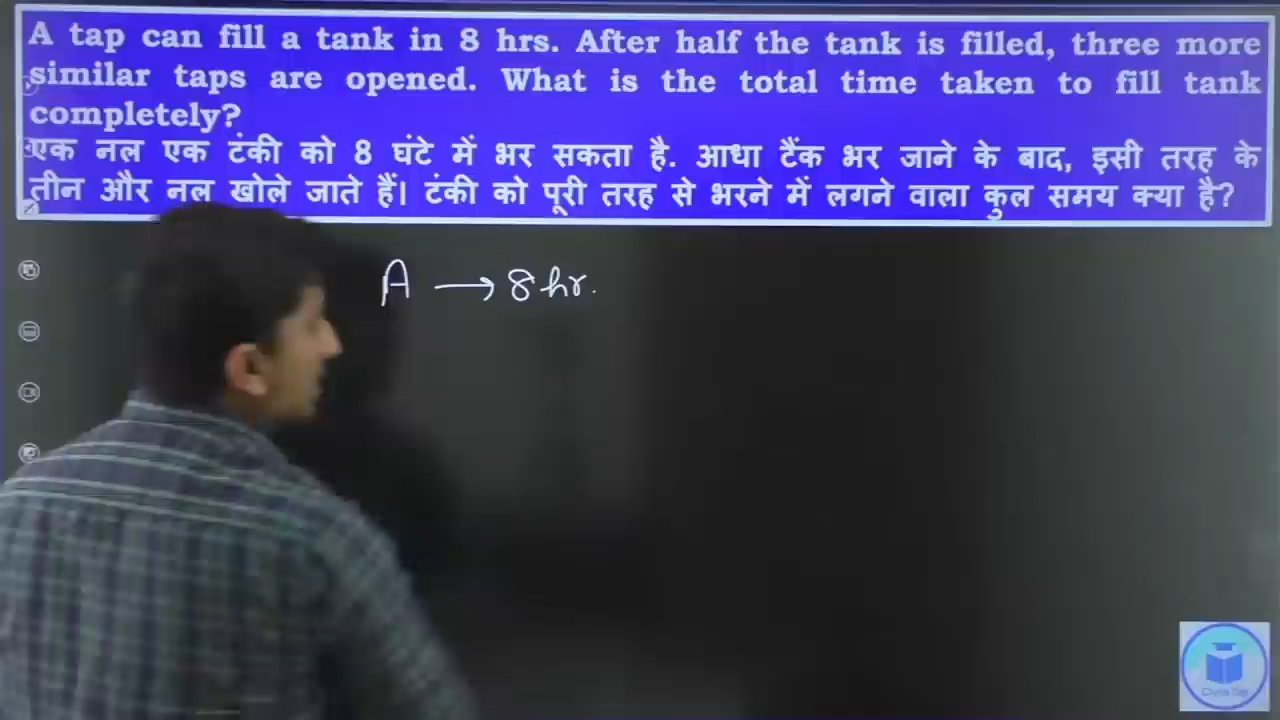 A tap can fill a tank in 8 hrs. After half the tank is filled, three more
similar taps are opened. What is the total time taken to fill tank
completely?
एक नल एक टंकी को 8 घंटे में भर सकता है. आधा टैंक भर जाने के बाद, इसी तरह के
तीन और नल खोले जाते हैं। टंकी को पूरी तरह से भरने में लगने वाला कुल समय क्या है?
A → 8 hr.